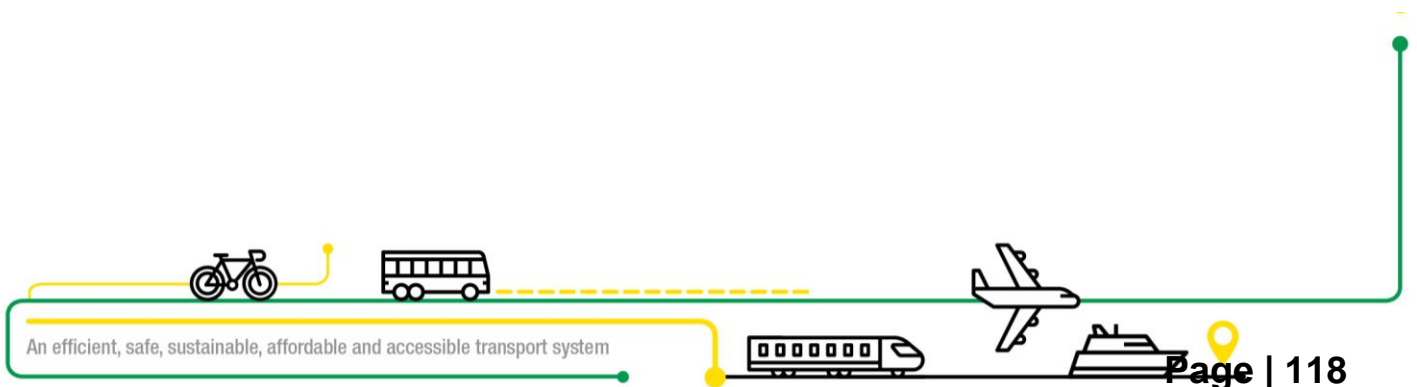 An efficient, safe, sustainable, affordable and accessible transport system
Page | 118